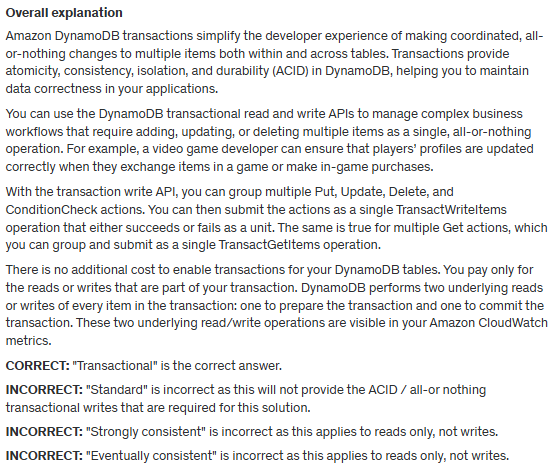 Overall explanation
Amazon DynamoDB transactions simplify the developer experience of making coordinated, all-
or-nothing changes to multiple items both within and across tables. Transactions provide
atomicity, consistency, isolation, and durability (ACID) in DynamoDB, helping you to maintain
data correctness in your applications.
You can use the DynamoDB transactional read and write APIs to manage complex business
workflows that require adding, updating, or deleting multiple items as a single, all-or-nothing
operation. For example, a video game developer can ensure that players' profiles are updated
correctly when they exchange items in a game or make in-game purchases.
With the transaction write API, you can group multiple Put, Update, Delete, and
ConditionCheck actions. You can then submit the actions as a single TransactWriteItems
operation that either succeeds or fails as a unit. The same is true for multiple Get actions, which
you can group and submit as a single TransactGetItems operation.
There is no additional cost to enable transactions for your DynamoDB tables. You pay only for
the reads or writes that are part of your transaction. DynamoDB performs two underlying reads
or writes of every item in the transaction: one to prepare the transaction and one to commit the
transaction. These two underlying read/write operations are visible in your Amazon CloudWatch
metrics.
CORRECT: "Transactional" is the correct answer.
INCORRECT: "Standard" is incorrect as this will not provide the ACID / all-or nothing
transactional writes that are required for this solution.
INCORRECT: "Strongly consistent" is incorrect as this applies to reads only, not writes.
INCORRECT: "Eventually consistent" is incorrect as this applies to reads only, not writes.